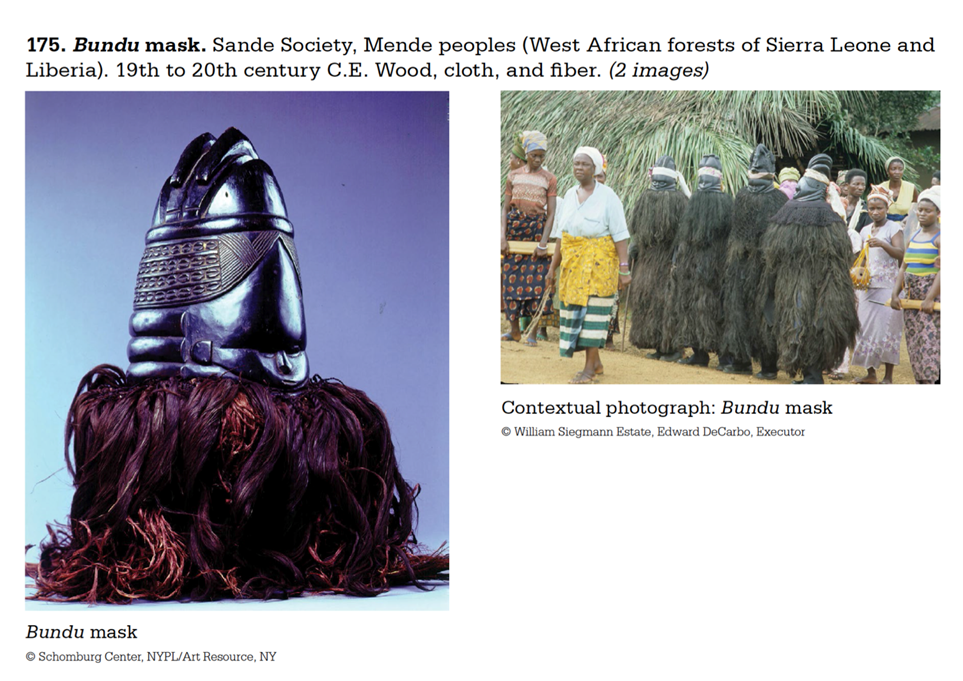 175. Bundu mask. Sande Society, Mende peoples (West African forests of Sierra Leone and
Liberia). 19th to 20th century C.E. Wood, cloth, and fiber. (2 images)
Contextual photograph: Bundu mask
© William Siegmann Estate, Edward DeCarbo, Executor
Bundu mask
© Schomburg Center, NYPL/Art Resource, NY